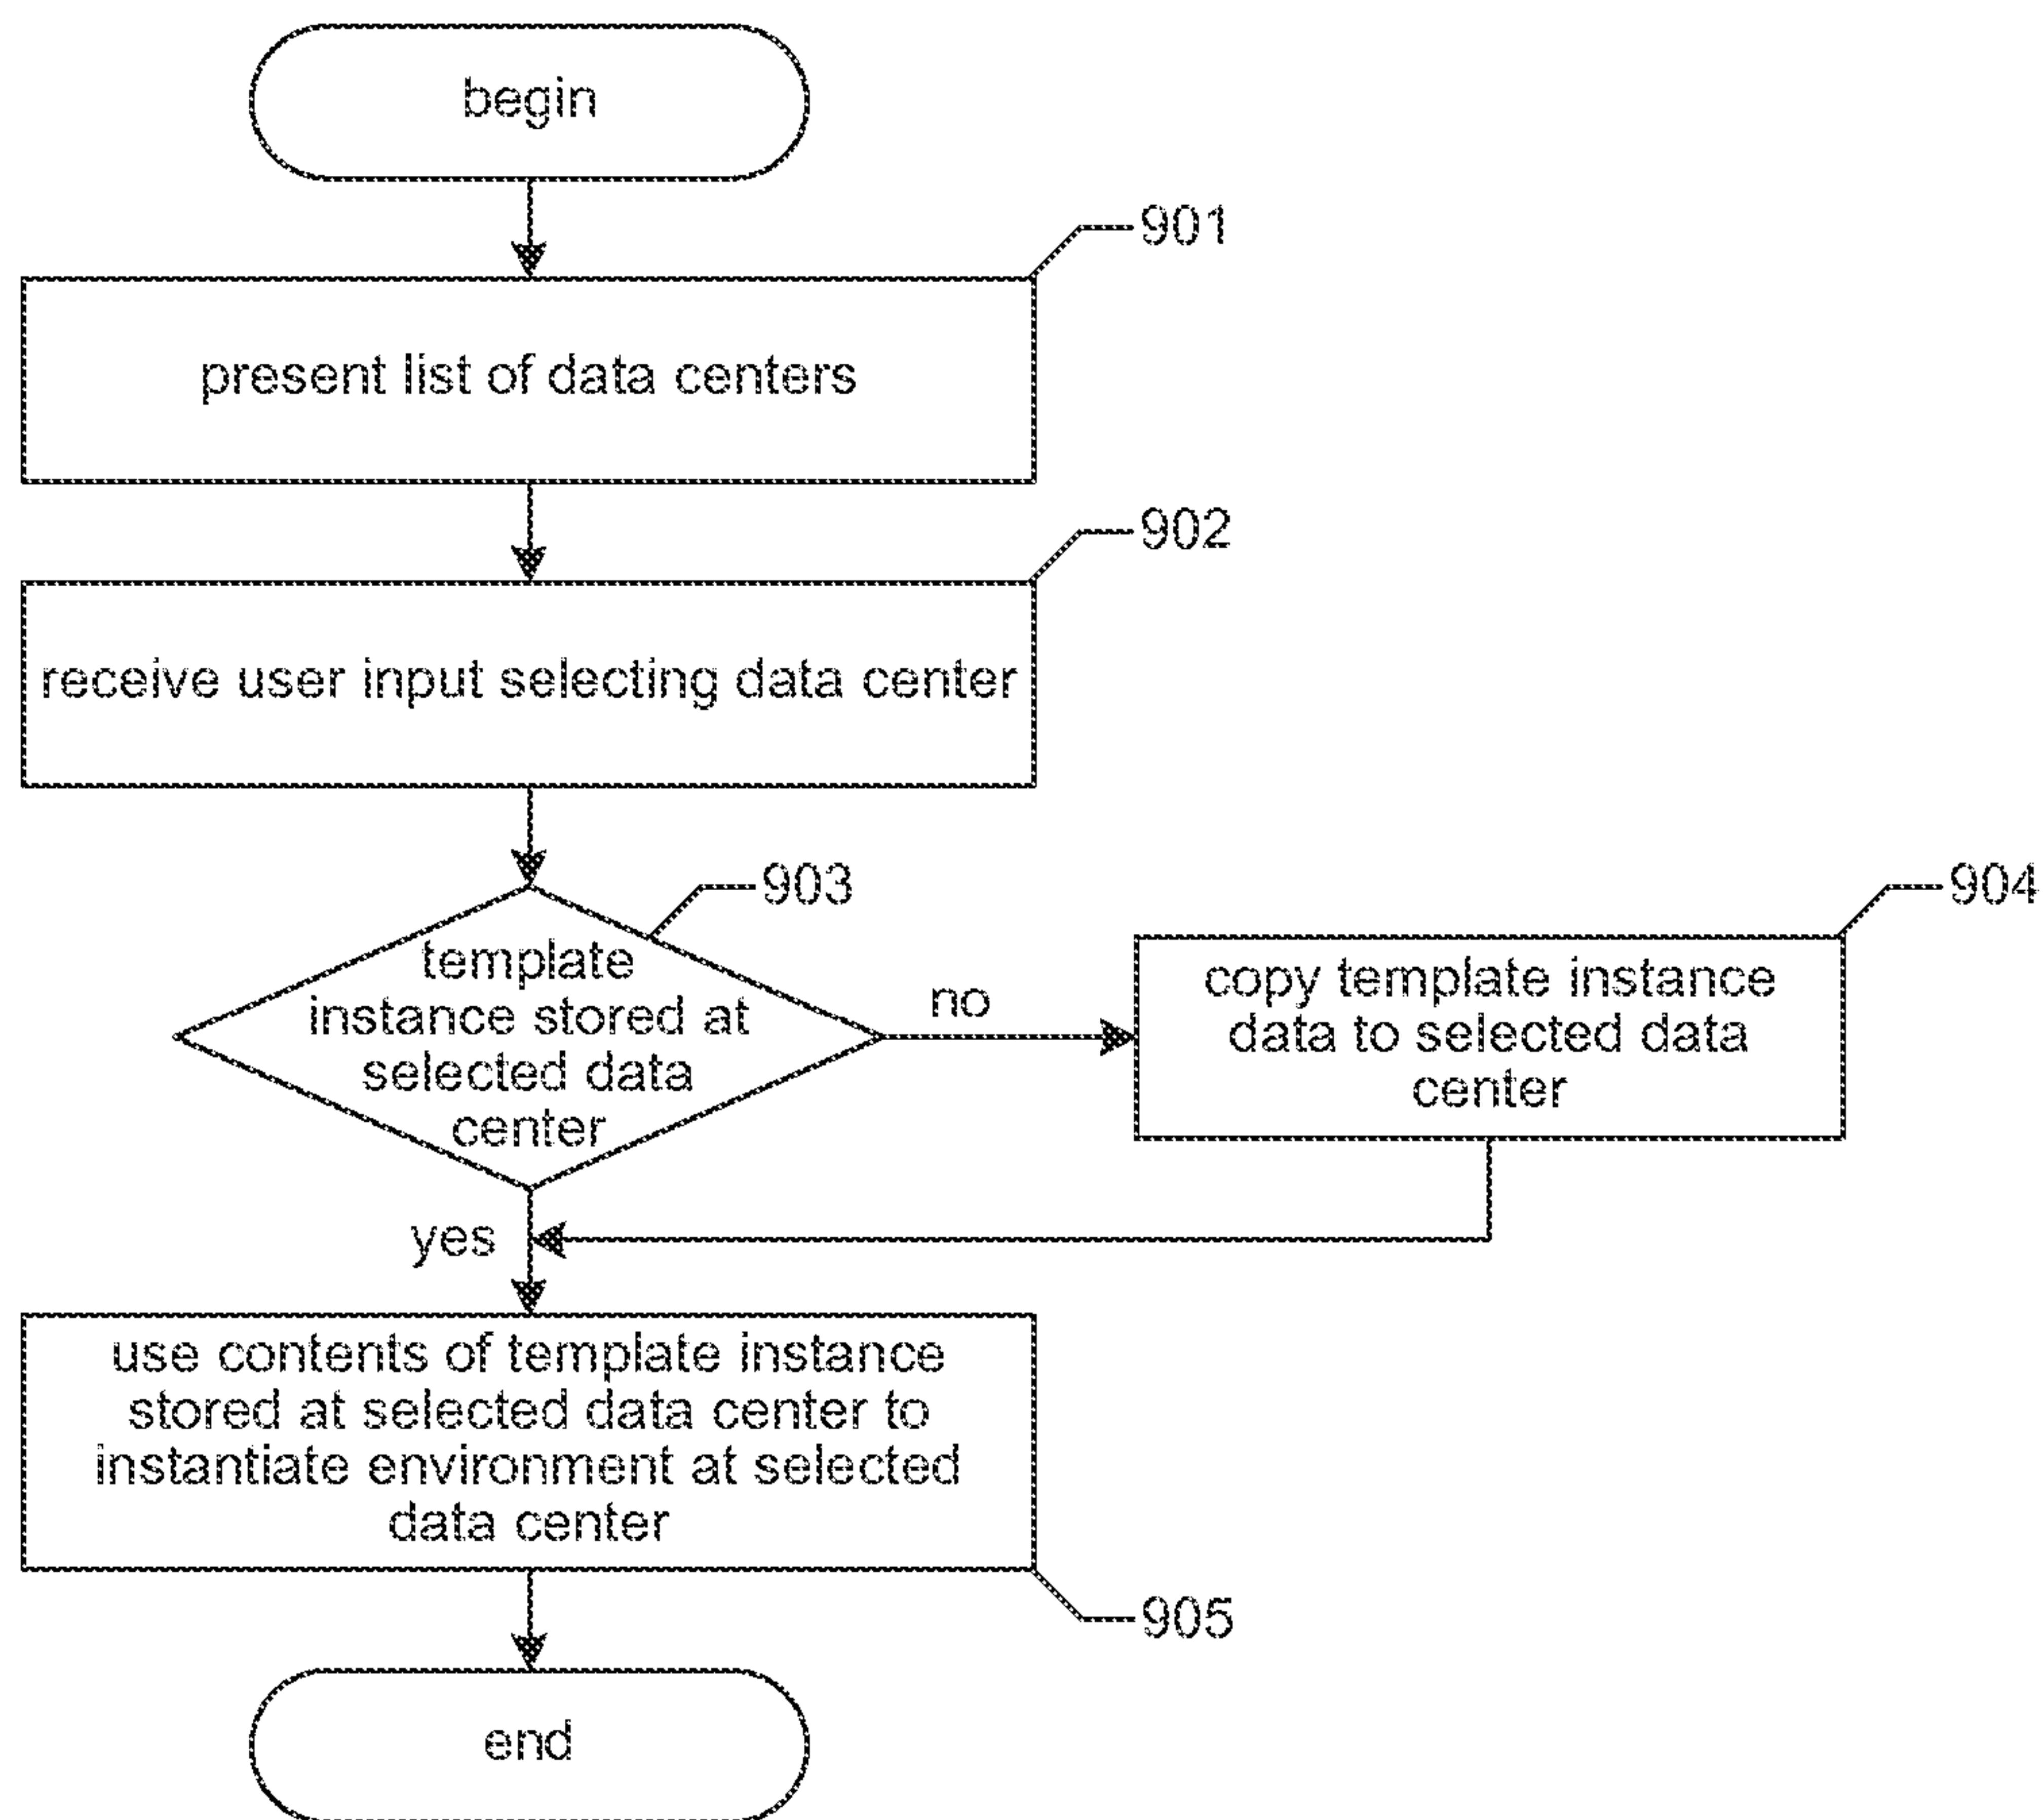 begin
901
present list of data centers
902
receive user input selecting data center
903
template
instance stored at
selected data
center
no
904
copy template instance
data to selected data
center
yes
use contents of template instance
stored at selected data center to
instantiate environment at selected
data center
905
end